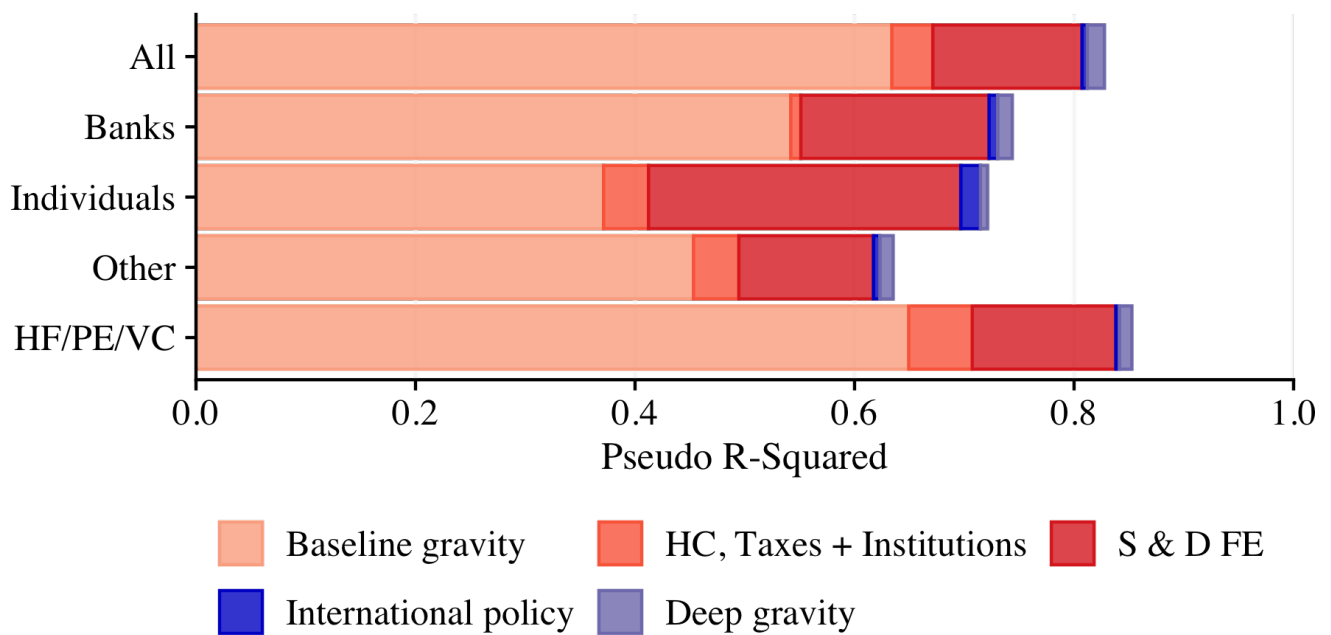 All
Banks
Individuals
Other
HF/PE/VC
0.0 0.2 0.4 0.6 0.8 1.0
Pseudo R-Squared
Baseline gravity HC, Taxes + Institutions S & D FE
International policy Deep gravity